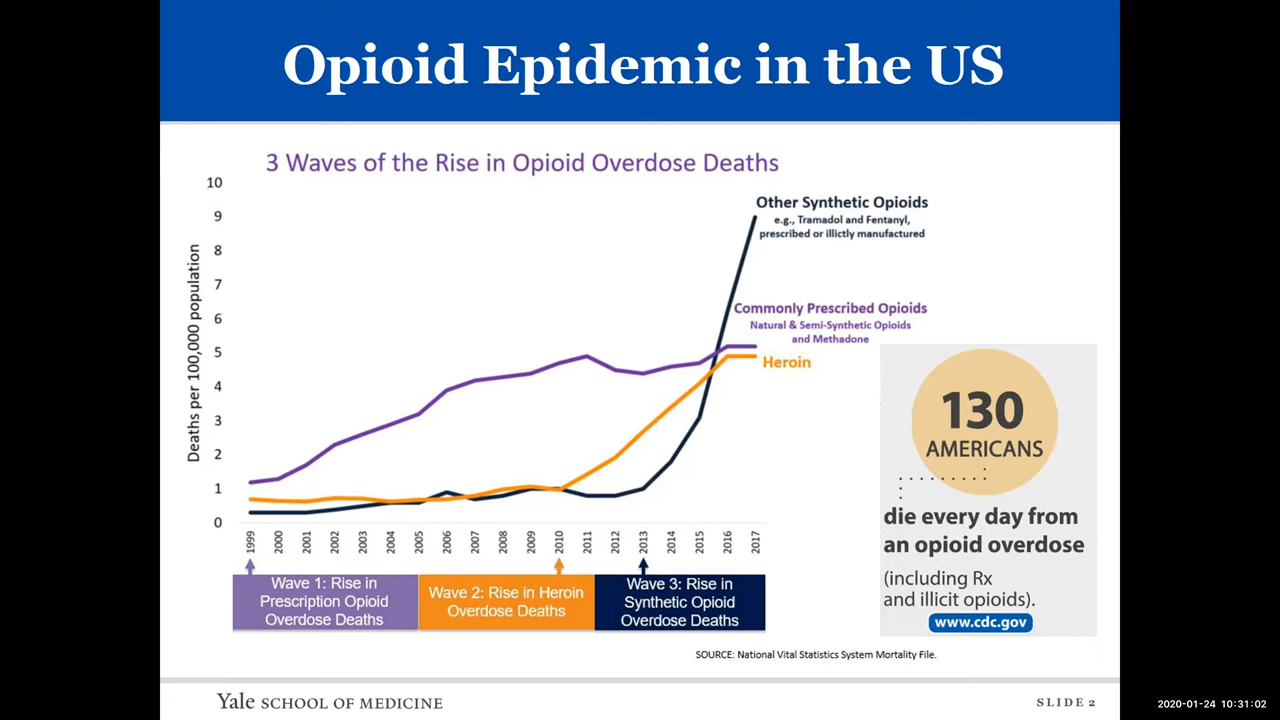 Opioid Epidemic in the US
3 Waves of the Rise in Opioid Overdose Deaths
Deaths per 100,000 population
10
9
8
7
6
5
4
3
2
1
0
Other Synthetic Opioids
e.g., Tramadol and Fentanyl,
prescribed or illictly manufactured
Commonly Prescribed Opioids
Natural & Semi-Synthetic Opioids
and Methadone
Heroin
1999
2000
2001
2002
2003
2004
2005
2006
2007
2008
2009
2010
2011
2012
2013
2014
2015
2016
2017
Wave 1: Rise in
Prescription Opioid
Overdose Deaths
Wave 2: Rise in Heroin
Overdose Deaths
Wave 3: Rise in
Synthetic Opioid
Overdose Deaths
130
AMERICANS
die every day from
an opioid overdose
(including Rx
and illicit opioids).
www.cdc.gov
SOURCE: National Vital Statistics System Mortality File.
Yale SCHOOL OF MEDICINE
SLIDE 2
2020-01-24 10:31:02